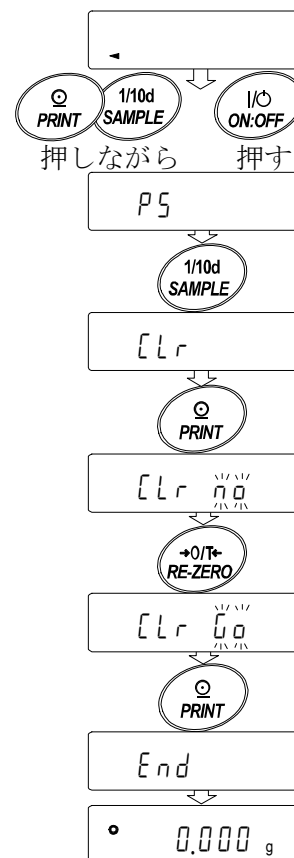 PRINT
1/10d
SAMPLE
I/⏻
ON:OFF
押しながら 押す
PS
1/10d
SAMPLE
CLr
PRINT
CLr no
→0/T←
RE-ZERO
CLr Go
PRINT
End
0.000 g